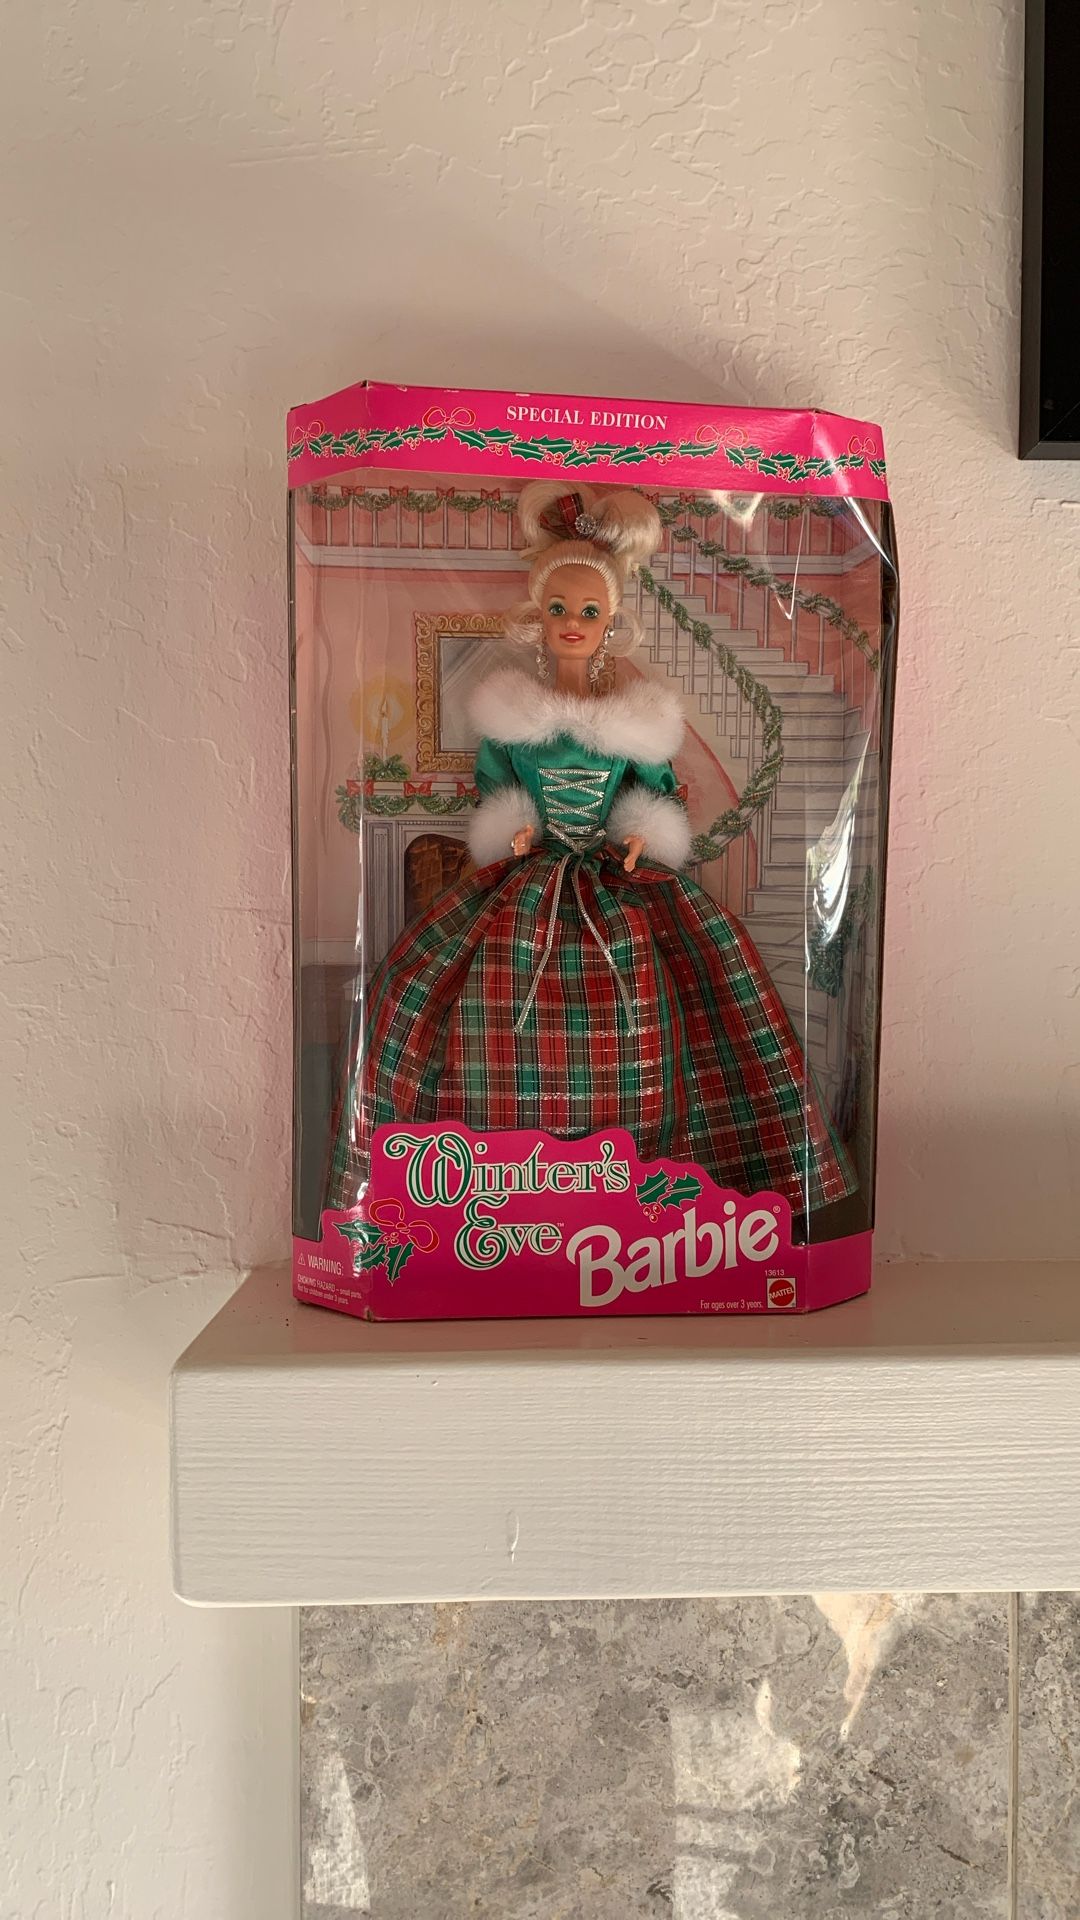 SPECIAL EDITION
Winter's
Eve™
Barbie®
⚠ WARNING:
CHOKING HAZARD – small parts.
Not for children under 3 years.
13613
For ages over 3 years.
MATTEL